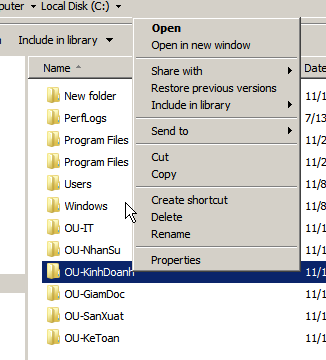 puter ▸ Local Disk (C:) ▸
Include in library ▾
Name
Date
New folder
11/1
PerfLogs
7/13
Program Files
11/2
Program Files
11/2
Users
11/8
Windows
11/8
OU-IT
11/1
OU-NhanSu
11/1
OU-KinhDoanh
11/1
OU-GiamDoc
11/1
OU-SanXuat
11/1
OU-KeToan
11/1
Open
Open in new window
Share with
Restore previous versions
Include in library
Send to
Cut
Copy
Create shortcut
Delete
Rename
Properties